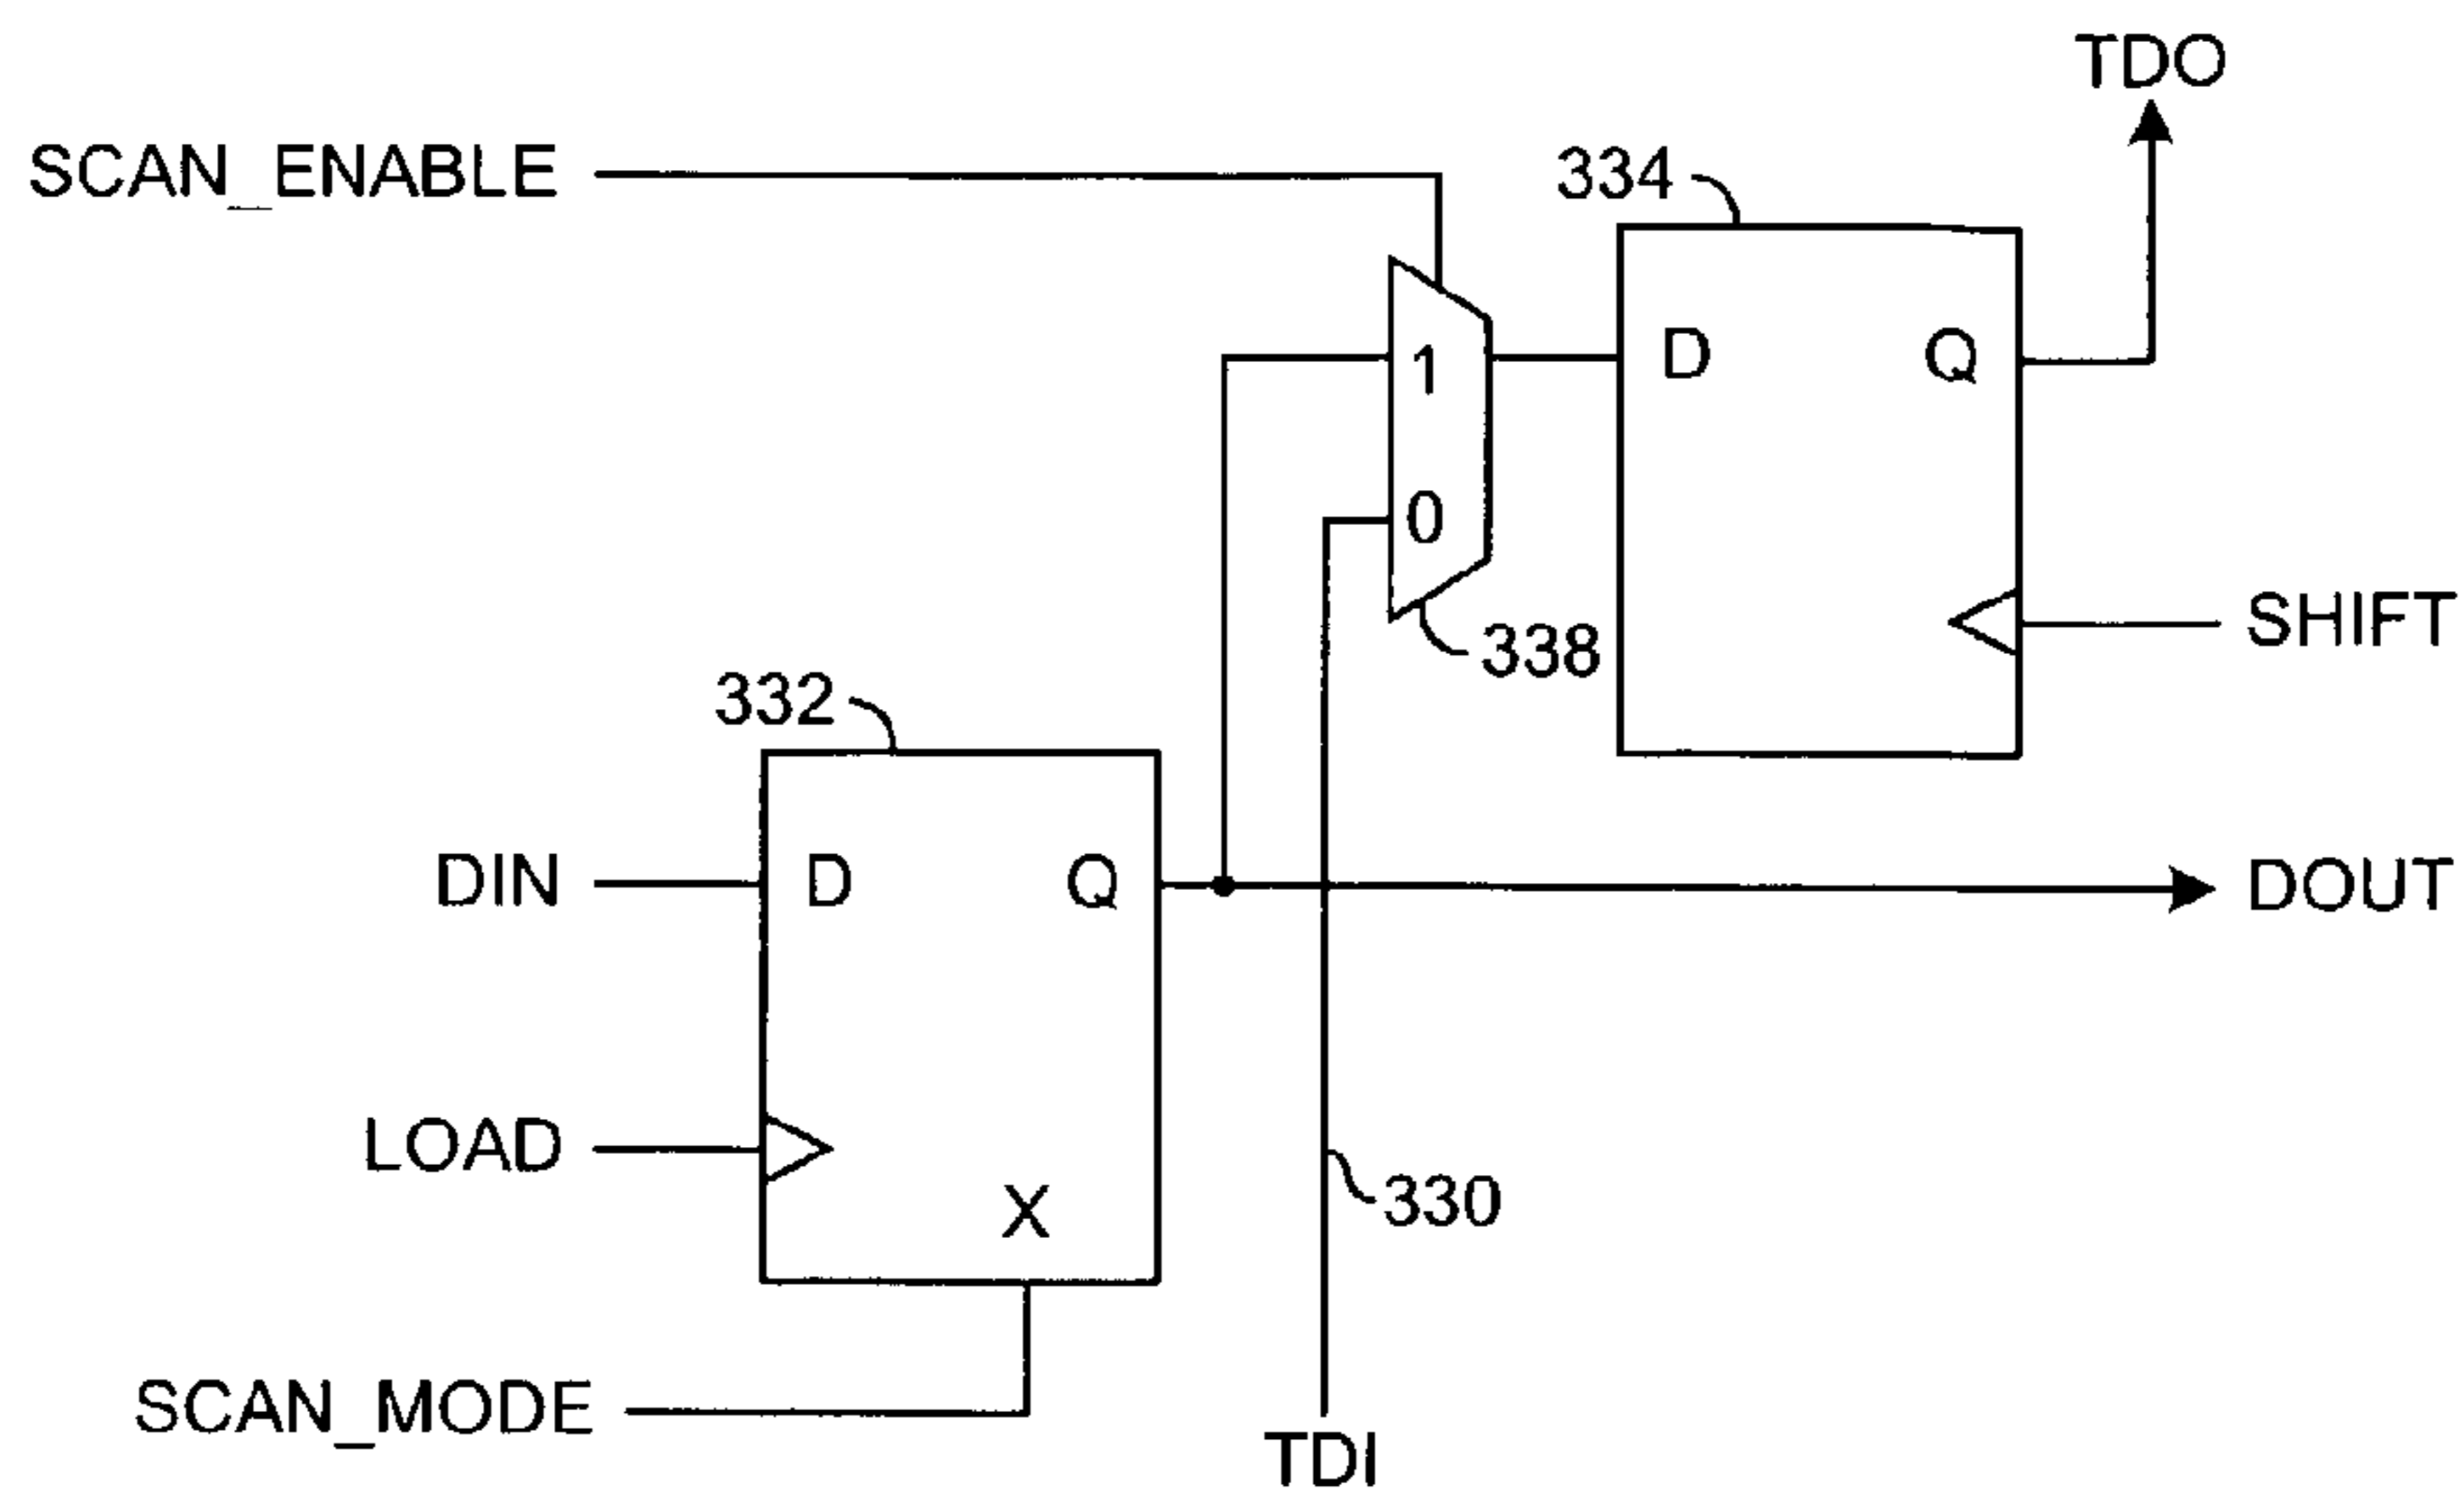 TDO
SCAN_ENABLE
334
1
D
Q
0
SHIFT
338
332
DIN
D
Q
DOUT
LOAD
X
330
SCAN_MODE
TDI